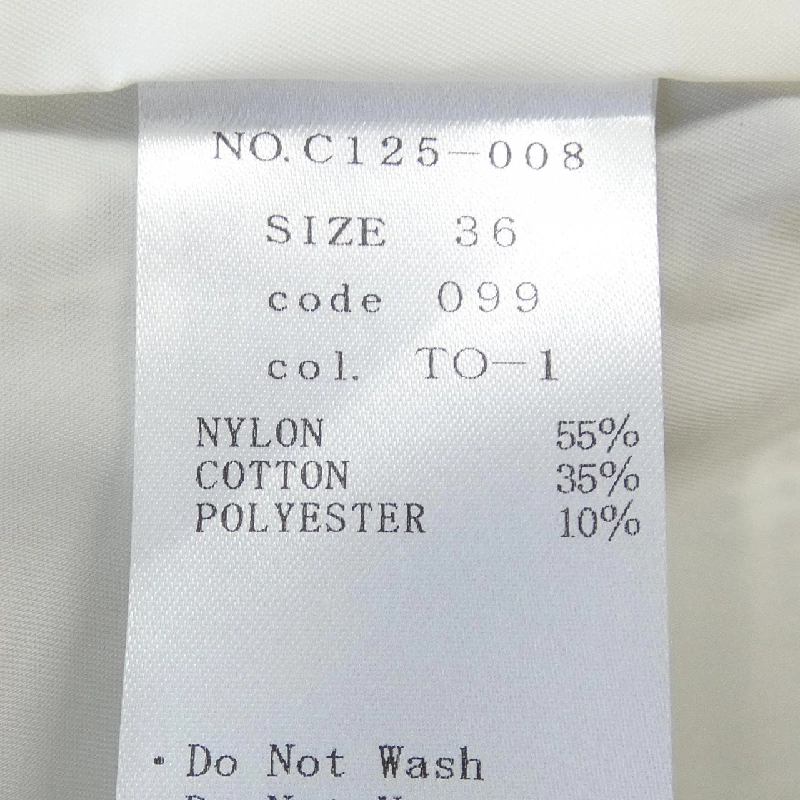 NO.C125-008
SIZE 36
code 099
col. TO-1
NYLON 55%
COTTON 35%
POLYESTER 10%
・Do Not Wash